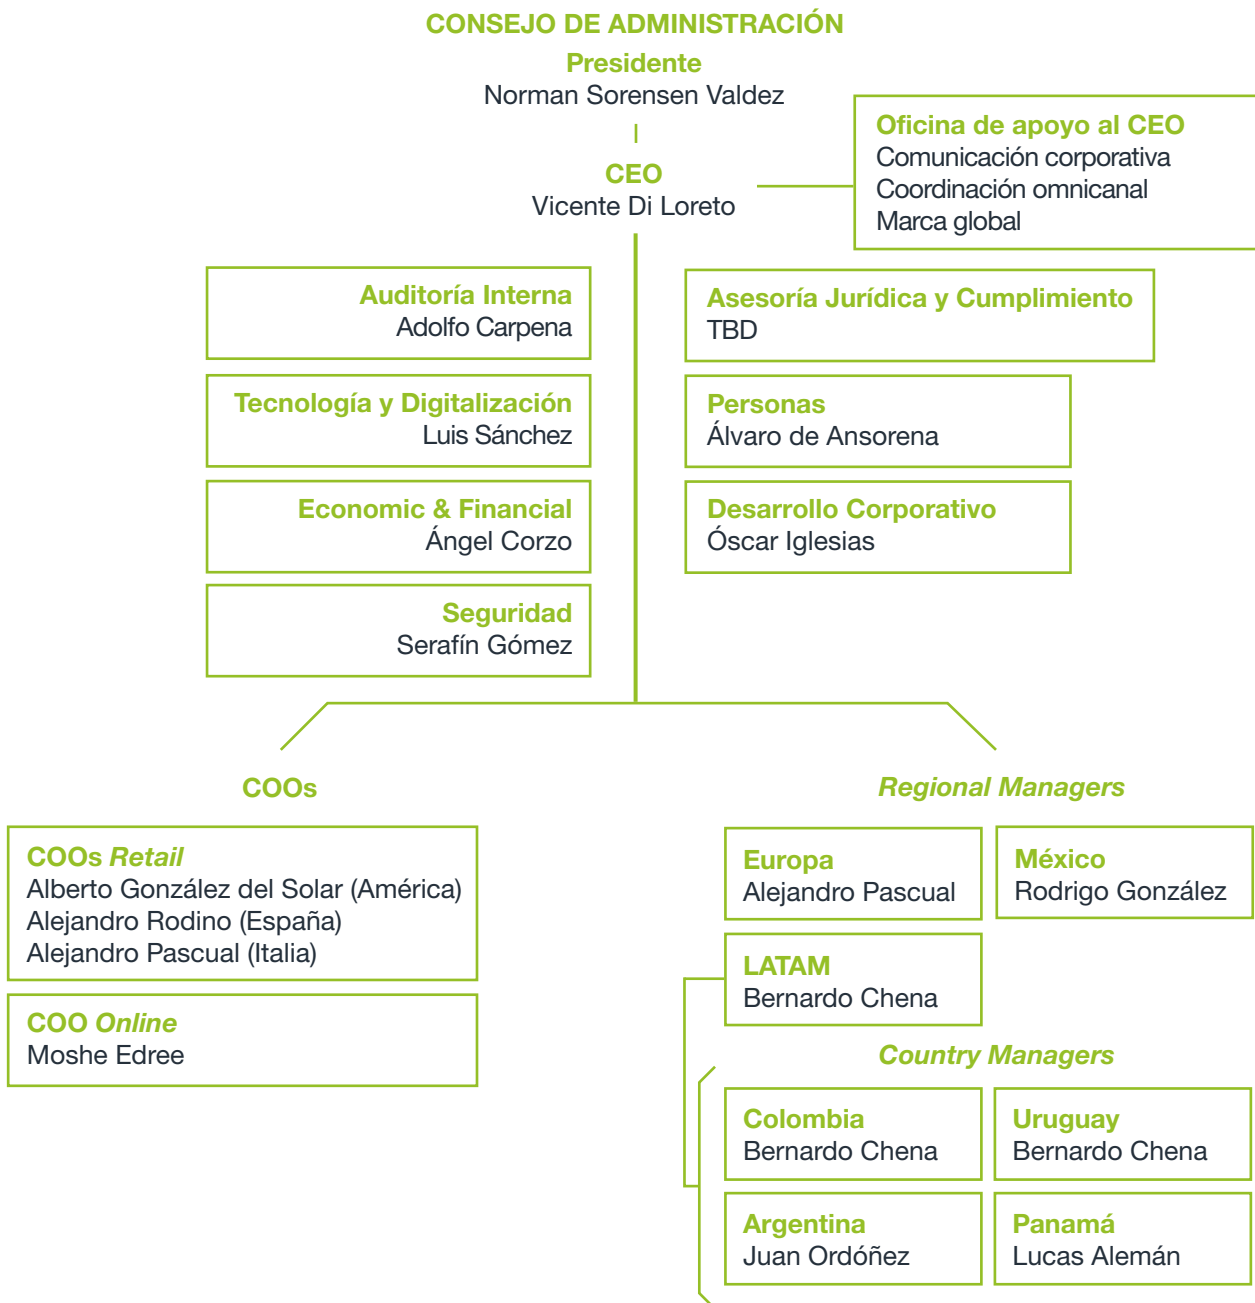 CONSEJO DE ADMINISTRACIÓN
Presidente
Norman Sorensen Valdez
CEO
Vicente Di Loreto
Oficina de apoyo al CEO
Comunicación corporativa
Coordinación omnicanal
Marca global
Auditoría Interna
Adolfo Carpena
Asesoría Jurídica y Cumplimiento
TBD
Tecnología y Digitalización
Luis Sánchez
Personas
Álvaro de Ansorena
Economic & Financial
Ángel Corzo
Desarrollo Corporativo
Óscar Iglesias
Seguridad
Serafín Gómez
COOs
COOs Retail
Alberto González del Solar (América)
Alejandro Rodino (España)
Alejandro Pascual (Italia)
COO Online
Moshe Edree
Regional Managers
Europa
Alejandro Pascual
México
Rodrigo González
LATAM
Bernardo Chena
Country Managers
Colombia
Bernardo Chena
Uruguay
Bernardo Chena
Argentina
Juan Ordóñez
Panamá
Lucas Alemán